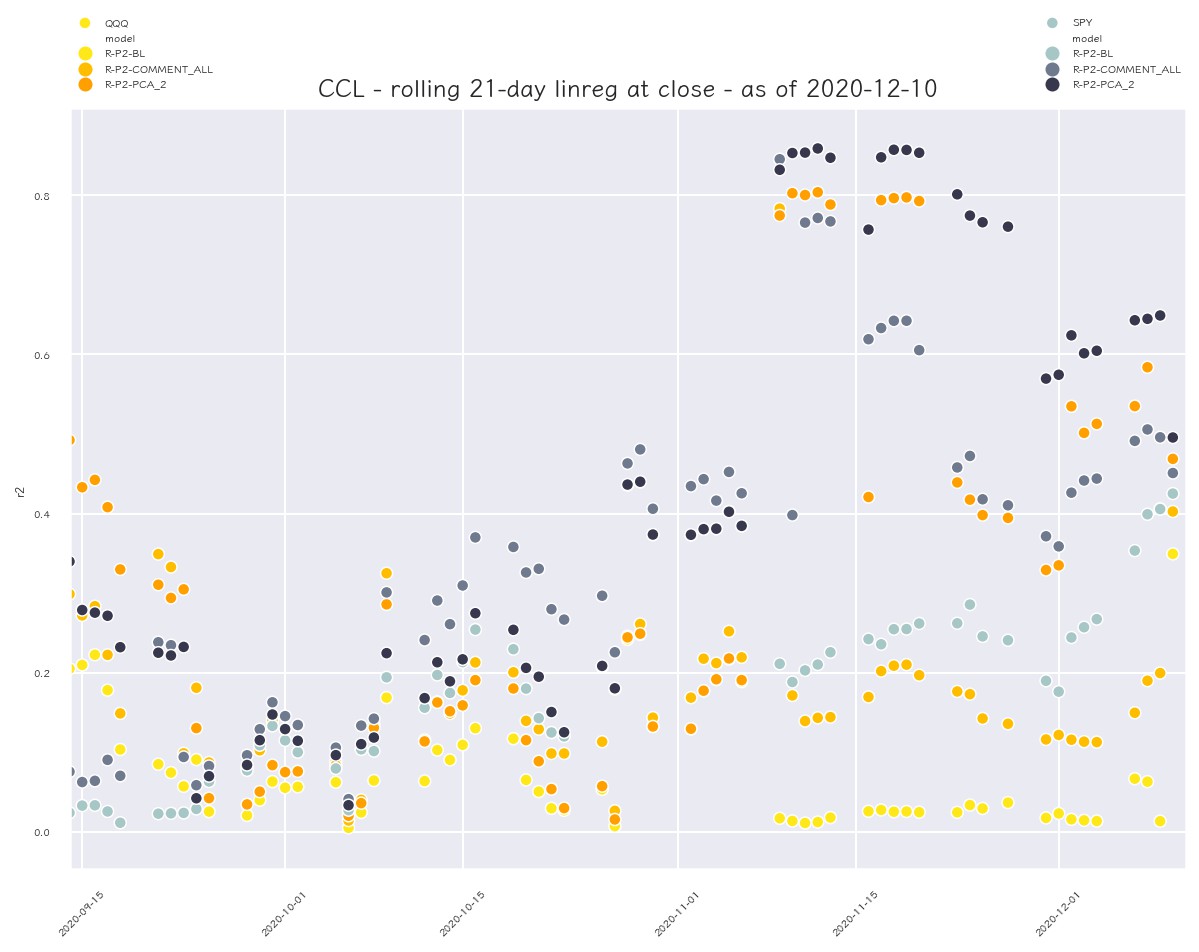 QQQ
model
R-P2-BL
R-P2-COMMENT_ALL
R-P2-PCA_2
SPY
model
R-P2-BL
R-P2-COMMENT_ALL
R-P2-PCA_2
CCL - rolling 21-day linreg at close - as of 2020-12-10
r2
0.8
0.6
0.4
0.2
0.0
2020-09-15
2020-10-01
2020-10-15
2020-11-01
2020-11-15
2020-12-01